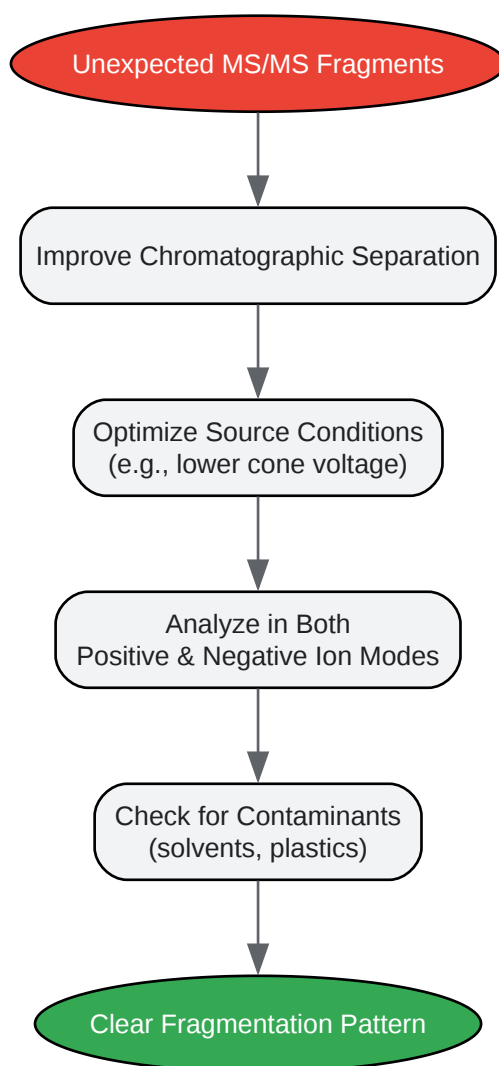 Unexpected MS/MS Fragments
Improve Chromatographic Separation
Optimize Source Conditions
(e.g., lower cone voltage)
Analyze in Both
Positive & Negative Ion Modes
Check for Contaminants
(solvents, plastics)
Clear Fragmentation Pattern